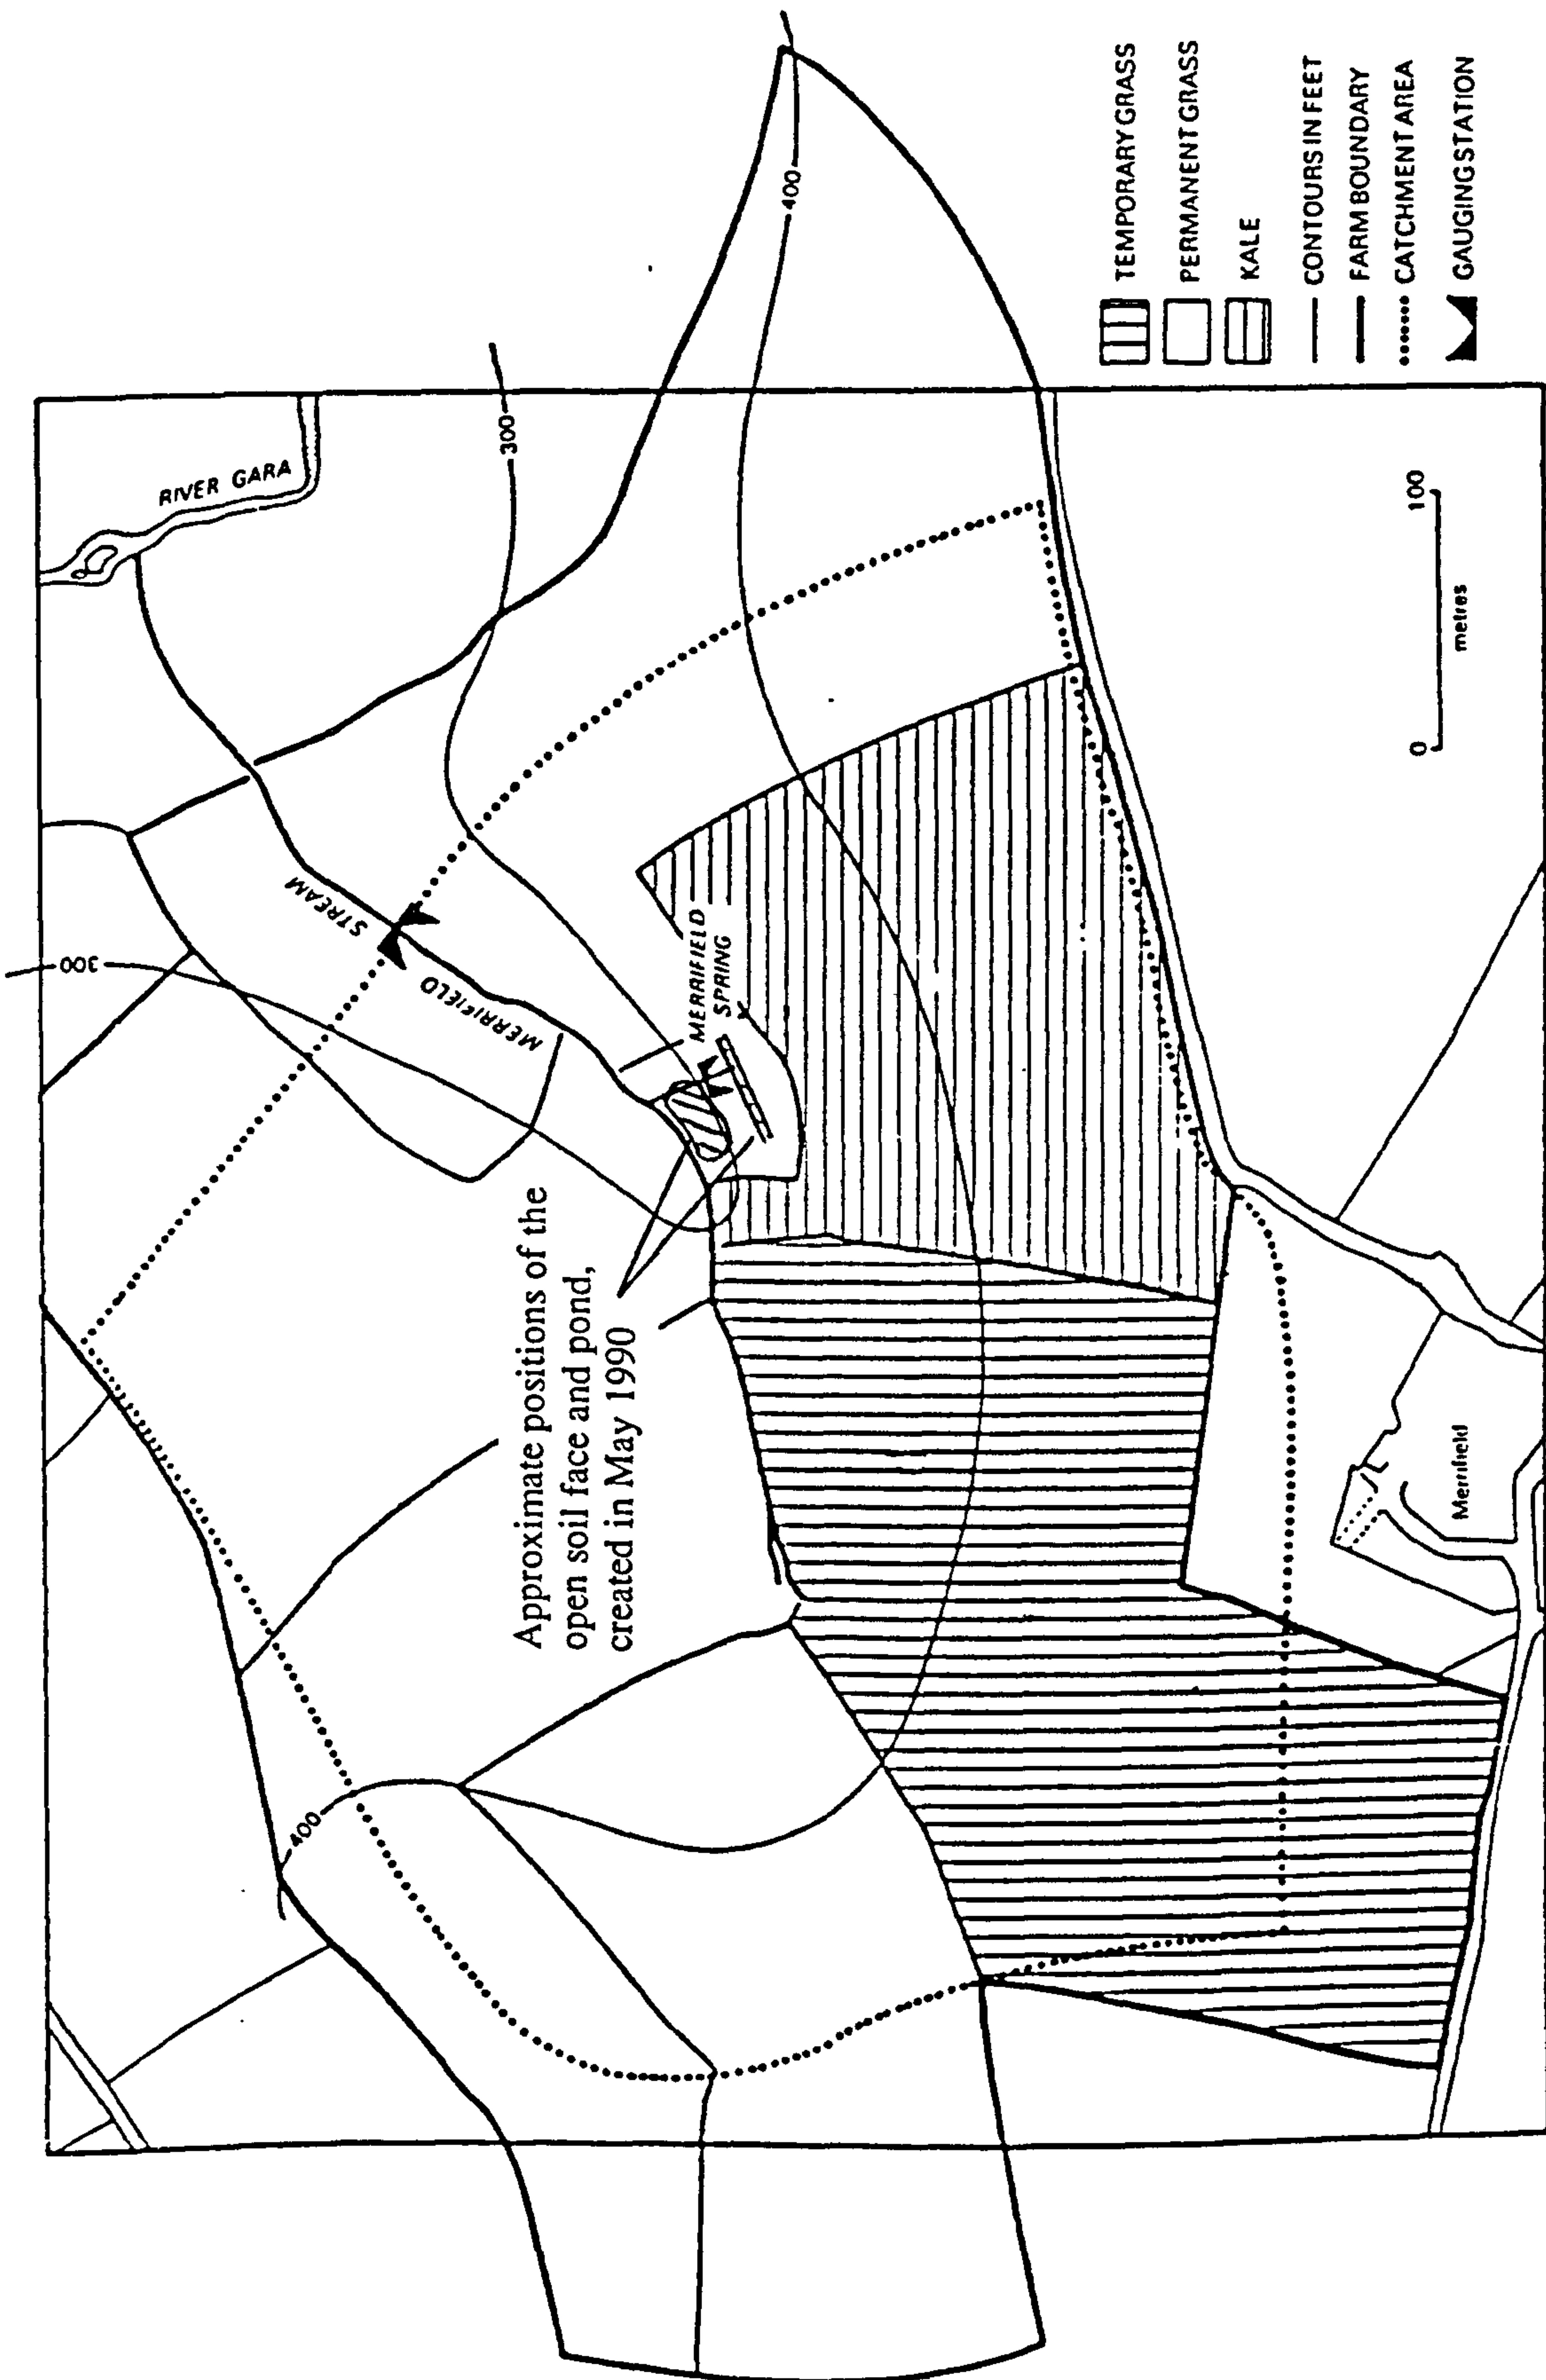 300
400
RIVER GARA
300
STREAM
MERRIFIELD
MERRIFIELD
SPRING
400
Approximate positions of the
open soil face and pond,
created in May 1990
Merrifield
0 100
metres
TEMPORARY GRASS
PERMANENT GRASS
KALE
CONTOURS IN FEET
FARM BOUNDARY
CATCHMENT AREA
GAUGING STATION